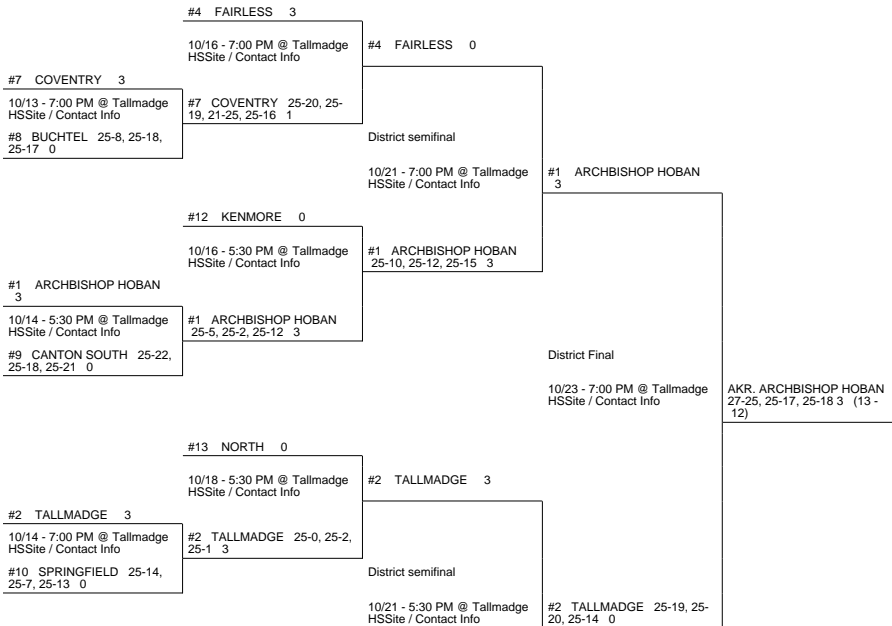 #4 FAIRLESS 3
10/16 - 7:00 PM @ Tallmadge
HSSite / Contact Info
#4 FAIRLESS 0
#7 COVENTRY 3
10/13 - 7:00 PM @ Tallmadge
HSSite / Contact Info
#7 COVENTRY 25-20, 25-
19, 21-25, 25-16 1
#8 BUCHTEL 25-8, 25-18,
25-17 0
District semifinal
10/21 - 7:00 PM @ Tallmadge
HSSite / Contact Info
#1 ARCHBISHOP HOBAN
3
#12 KENMORE 0
10/16 - 5:30 PM @ Tallmadge
HSSite / Contact Info
#1 ARCHBISHOP HOBAN
25-10, 25-12, 25-15 3
#1 ARCHBISHOP HOBAN
3
10/14 - 5:30 PM @ Tallmadge
HSSite / Contact Info
#1 ARCHBISHOP HOBAN
25-5, 25-2, 25-12 3
#9 CANTON SOUTH 25-22,
25-18, 25-21 0
District Final
10/23 - 7:00 PM @ Tallmadge
HSSite / Contact Info
AKR. ARCHBISHOP HOBAN
27-25, 25-17, 25-18 3 (13 -
12)
#13 NORTH 0
10/18 - 5:30 PM @ Tallmadge
HSSite / Contact Info
#2 TALLMADGE 3
#2 TALLMADGE 3
10/14 - 7:00 PM @ Tallmadge
HSSite / Contact Info
#2 TALLMADGE 25-0, 25-2,
25-1 3
#10 SPRINGFIELD 25-14,
25-7, 25-13 0
District semifinal
10/21 - 5:30 PM @ Tallmadge
HSSite / Contact Info
#2 TALLMADGE 25-19, 25-
20, 25-14 0